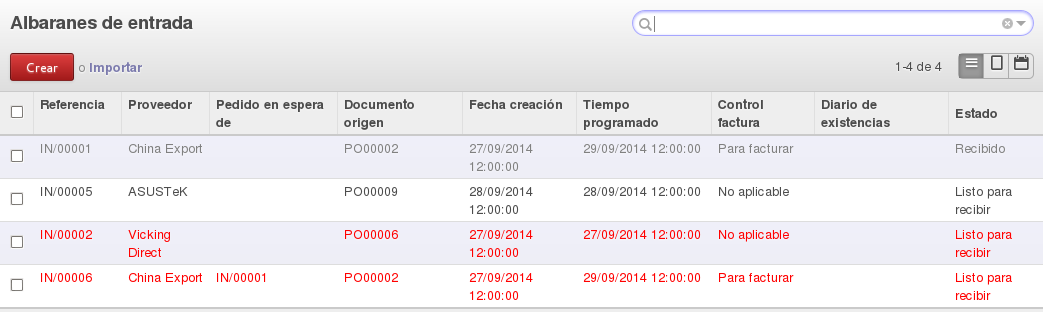 Albaranes de entrada
Crear o Importar
1-4 de 4
Referencia Proveedor Pedido en espera de Documento origen Fecha creación Tiempo programado Control factura Diario de existencias Estado
IN/00001 China Export PO00002 27/09/2014 12:00:00 29/09/2014 12:00:00 Para facturar Recibido
IN/00005 ASUSTeK PO00009 28/09/2014 12:00:00 28/09/2014 12:00:00 No aplicable Listo para recibir
IN/00002 Vicking Direct PO00006 27/09/2014 12:00:00 27/09/2014 12:00:00 No aplicable Listo para recibir
IN/00006 China Export IN/00001 PO00002 27/09/2014 12:00:00 29/09/2014 12:00:00 Para facturar Listo para recibir